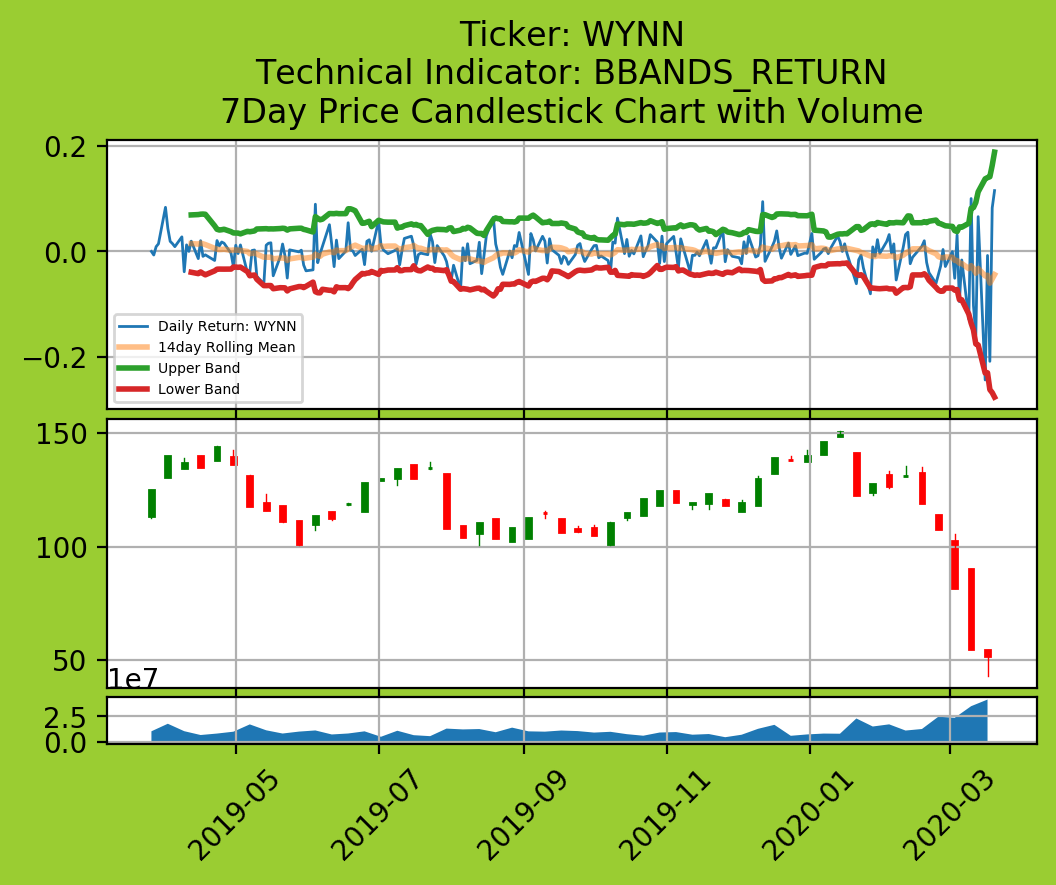 Ticker: WYNN
Technical Indicator: BBANDS_RETURN
7Day Price Candlestick Chart with Volume
0.2
0.0
−0.2
Daily Return: WYNN
14day Rolling Mean
Upper Band
Lower Band
150
100
50
1e7
2.5
0.0
2019-05
2019-07
2019-09
2019-11
2020-01
2020-03